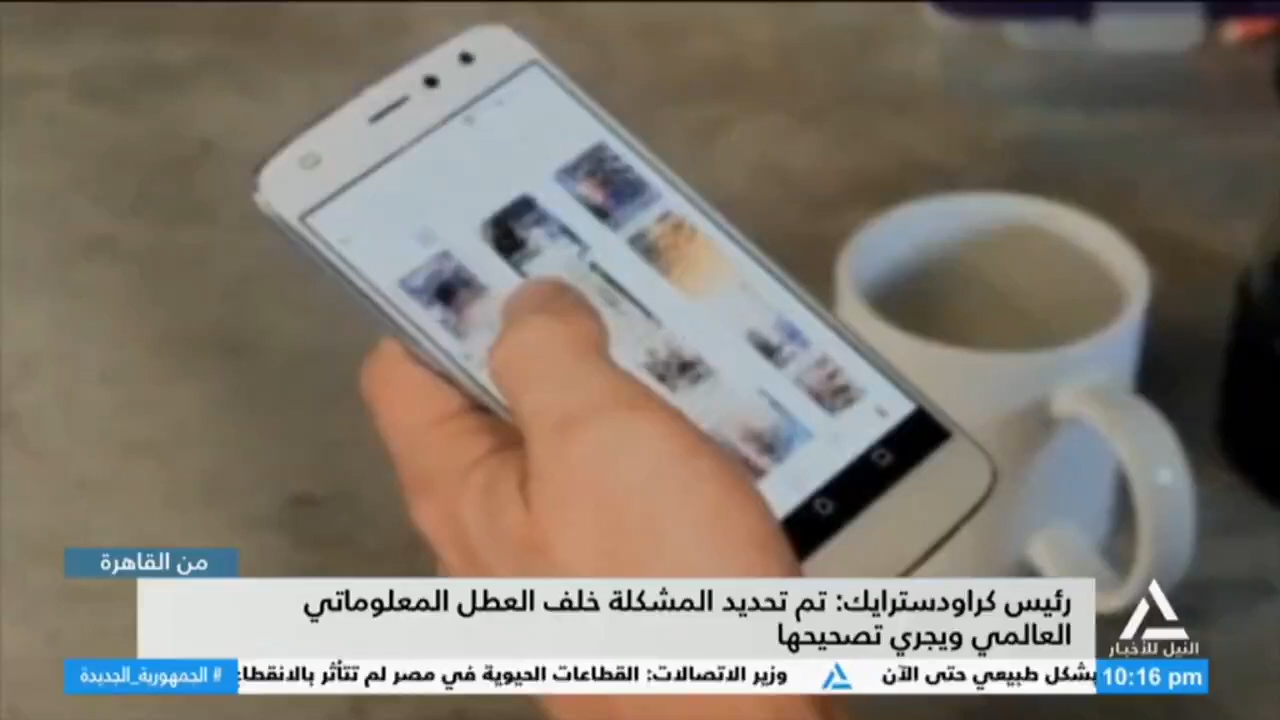 من القاهرة
رئيس كراودسترايك: تم تحديد المشكلة خلف العطل المعلوماتي
العالمي ويجري تصحيحها
النيل للأخبار
10:16 pm
بشكل طبيعي حتى الآن
وزير الاتصالات: القطاعات الحيوية في مصر لم تتأثر بالانقطاع
# الجمهورية_الجديدة